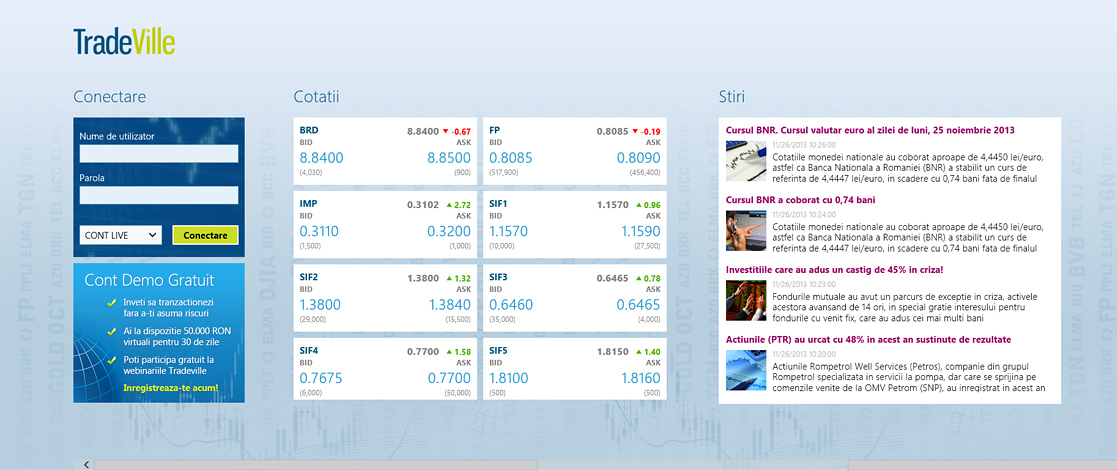 TradeVille
Conectare
Nume de utilizator
Parola
CONT LIVE
Conectare
Cont Demo Gratuit
Inveti sa tranzactionezi
fara a-ti asuma riscuri
Ai la dispozitie 50.000 RON
virtuali pentru 30 de zile
Poti participa gratuit la
webinariile Tradeville
Inregistreaza-te acum!
Cotatii
BRD 8.8400 -0.67
BID ASK
8.8400 8.8500
(4,030) (900)
FP 0.8085 -0.19
BID ASK
0.8085 0.8090
(517,900) (456,400)
IMP 0.3102 2.72
BID ASK
0.3110 0.3200
(1,500) (1,000)
SIF1 1.1570 0.96
BID ASK
1.1570 1.1590
(10,000) (27,500)
SIF2 1.3800 1.32
BID ASK
1.3800 1.3840
(29,000) (15,500)
SIF3 0.6465 0.78
BID ASK
0.6460 0.6465
(35,000) (4,000)
SIF4 0.7700 1.58
BID ASK
0.7675 0.7700
(6,000) (50,000)
SIF5 1.8150 1.40
BID ASK
1.8100 1.8160
(500) (500)
Stiri
Cursul BNR. Cursul valutar euro al zilei de luni, 25 noiembrie 2013
11/26/2013 10:26:00
Cotatiile monedei nationale au coborat aproape de 4,4450 lei/euro,
astfel ca Banca Nationala a Romaniei (BNR) a stabilit un curs de
referinta de 4,4447 lei/euro, in scadere cu 0,74 bani fata de finalul
Cursul BNR a coborat cu 0,74 bani
11/26/2013 10:24:00
Cotatiile monedei nationale au coborat aproape de 4,4450 lei/euro,
astfel ca Banca Nationala a Romaniei (BNR) a stabilit un curs de
referinta de 4,4447 lei/euro, in scadere cu 0,74 bani fata de finalul
Investitiile care au adus un castig de 45% in criza!
11/26/2013 10:23:00
Fondurile mutuale au avut un parcurs de exceptie in criza, activele
acestora avansand de 14 ori, in special gratie interesului pentru
fondurile cu venit fix, care au adus cei mai multi bani
Actiunile (PTR) au urcat cu 48% in acest an sustinute de rezultate
11/26/2013 10:20:00
Actiunile Rompetrol Well Services (Petros), companie din grupul
Rompetrol specializata in servicii la pompa, dar care se sprijina pe
comenzile venite de la OMV Petrom (SNP), au inregistrat in acest an